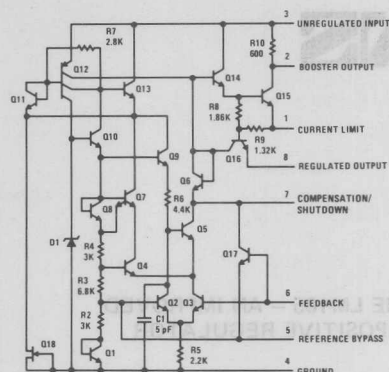 R7
2.8K
3 UNREGULATED INPUT
R10
600
Q12
Q14
2 BOOSTER OUTPUT
Q11
Q13
Q15
R8
1.86K
1 CURRENT LIMIT
Q10
R9
1.32K
Q9
Q16
8 REGULATED OUTPUT
Q6
7 COMPENSATION/
SHUTDOWN
Q8
Q7
R6
4.4K
Q5
Q17
D1
R4
3K
Q4
R3
6.8K
6 FEEDBACK
Q2
Q3
C1
5 pF
R2
3K
5 REFERENCE BYPASS
Q18
Q1
R5
2.2K
4 GROUND